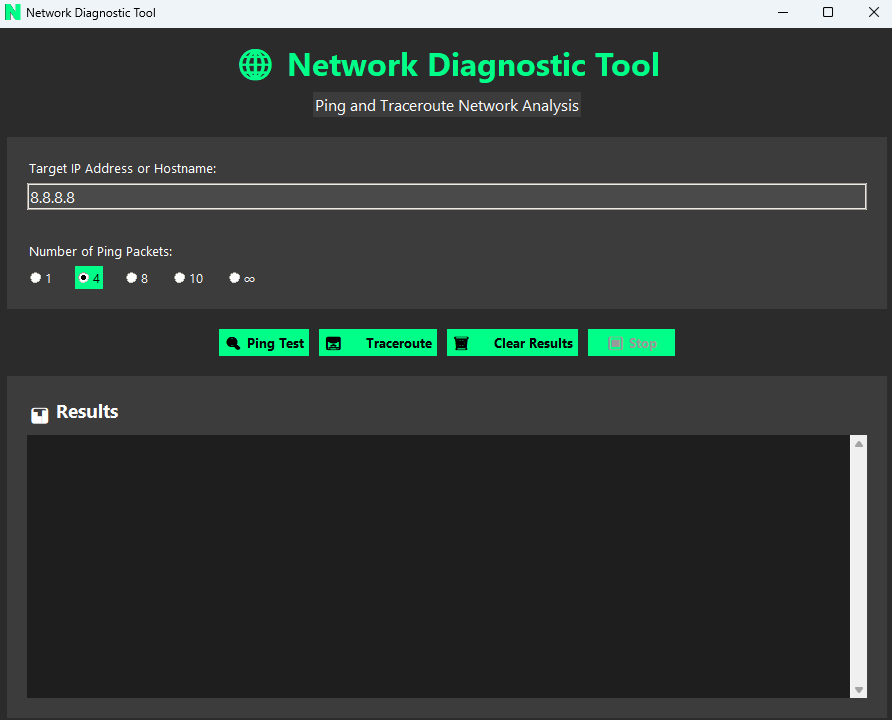 Network Diagnostic Tool
Network Diagnostic Tool
Ping and Traceroute Network Analysis
Target IP Address or Hostname:
8.8.8.8
Number of Ping Packets:
1 4 8 10 ∞
Ping Test Traceroute Clear Results Stop
Results